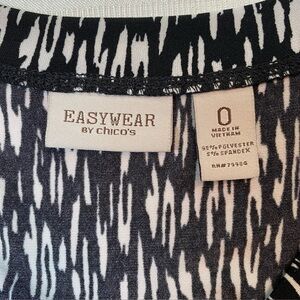 EASYWEAR
BY chico's
0
MADE IN
VIETNAM
95% POLYESTER
5% SPANDEX